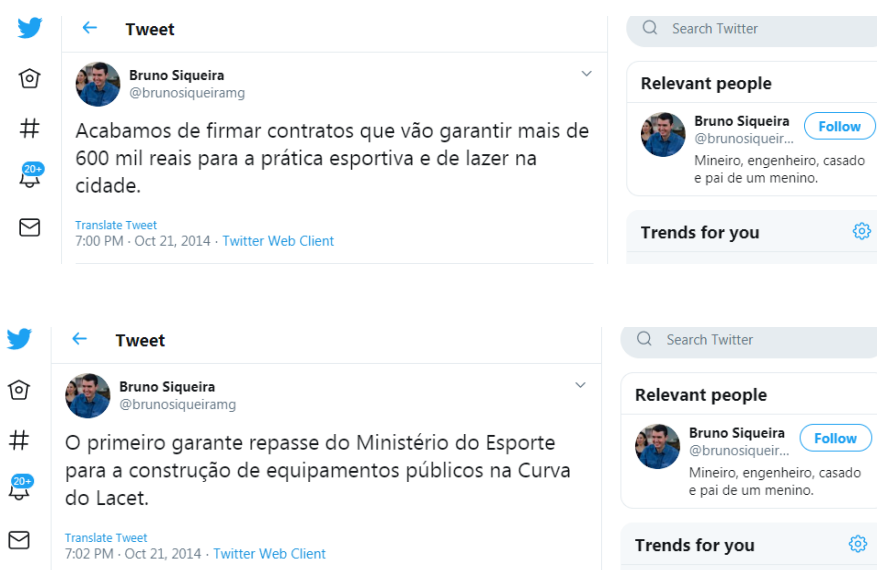 Tweet
Search Twitter
Bruno Siqueira
@brunosiqueiramg
Acabamos de firmar contratos que vão garantir mais de
600 mil reais para a prática esportiva e de lazer na
cidade.
Translate Tweet
7:00 PM · Oct 21, 2014 · Twitter Web Client
20+
Relevant people
Bruno Siqueira
@brunosiqueir...
Follow
Mineiro, engenheiro, casado
e pai de um menino.
Trends for you
Tweet
Search Twitter
Bruno Siqueira
@brunosiqueiramg
O primeiro garante repasse do Ministério do Esporte
para a construção de equipamentos públicos na Curva
do Lacet.
Translate Tweet
7:02 PM · Oct 21, 2014 · Twitter Web Client
20+
Relevant people
Bruno Siqueira
@brunosiqueir...
Follow
Mineiro, engenheiro, casado
e pai de um menino.
Trends for you